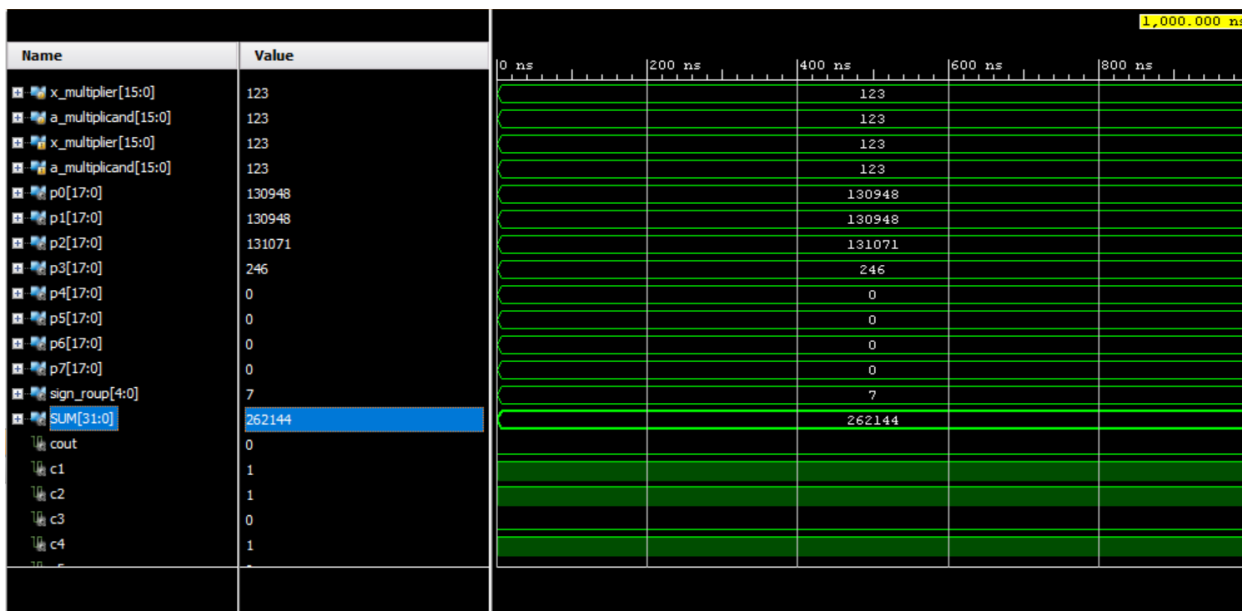 1,000.000 ns
Name Value
0 ns 200 ns 400 ns 600 ns 800 ns
x_multiplier[15:0] 123 123
a_multiplicand[15:0] 123 123
x_multiplier[15:0] 123 123
a_multiplicand[15:0] 123 123
p0[17:0] 130948 130948
p1[17:0] 130948 130948
p2[17:0] 131071 131071
p3[17:0] 246 246
p4[17:0] 0 0
p5[17:0] 0 0
p6[17:0] 0 0
p7[17:0] 0 0
sign_roup[4:0] 7 7
SUM[31:0] 262144 262144
cout 0
c1 1
c2 1
c3 0
c4 1